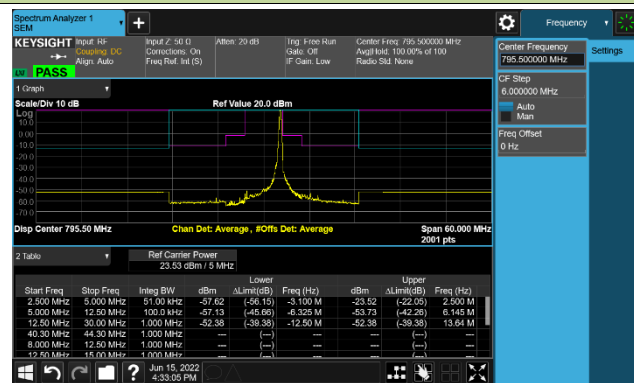 Spectrum Analyzer 1
SEM
Frequency
KEYSIGHT
Input: RF
Coupling: DC
Align: Auto
Input Z: 50 Ω
Corrections: On
Freq Ref: Int (S)
Atten: 20 dB
Trig: Free Run
Gate: Off
IF Gain: Low
Center Freq: 795.500000 MHz
Avg|Hold: 100.00% of 100
Radio Std: None
PASS
Center Frequency
795.500000 MHz
Settings
CF Step
6.000000 MHz
Auto
Man
Freq Offset
0 Hz
1 Graph
Scale/Div 10 dB
Ref Value 20.0 dBm
Log
10.0
0.00
-10.0
-20.0
-30.0
-40.0
-50.0
-60.0
-70.0
Disp Center 795.50 MHz
Chan Det: Average , #Offs Det: Average
Span 60.000 MHz
2001 pts
2 Table
Ref Carrier Power
23.53 dBm / 5 MHz
Lower Upper
Start Freq Stop Freq Integ BW dBm ΔLimit(dB) Freq (Hz) dBm ΔLimit(dB) Freq (Hz)
2.500 MHz 5.000 MHz 51.00 kHz -57.62 (-56.15) -3.100 M -23.52 (-22.05) 2.500 M
5.000 MHz 12.50 MHz 100.0 kHz -57.13 (-45.66) -6.325 M -53.73 (-42.26) 6.145 M
12.50 MHz 30.00 MHz 1.000 MHz -52.38 (-39.38) -12.50 M -52.38 (-39.38) 13.64 M
40.30 MHz 44.30 MHz 1.000 MHz --- (---) --- --- (---) ---
8.000 MHz 12.50 MHz 1.000 MHz --- (---) --- --- (---) ---
12.50 MHz 15.00 MHz 1.000 MHz --- (---) --- --- (---) ---
?
Jun 15, 2022
4:33:05 PM